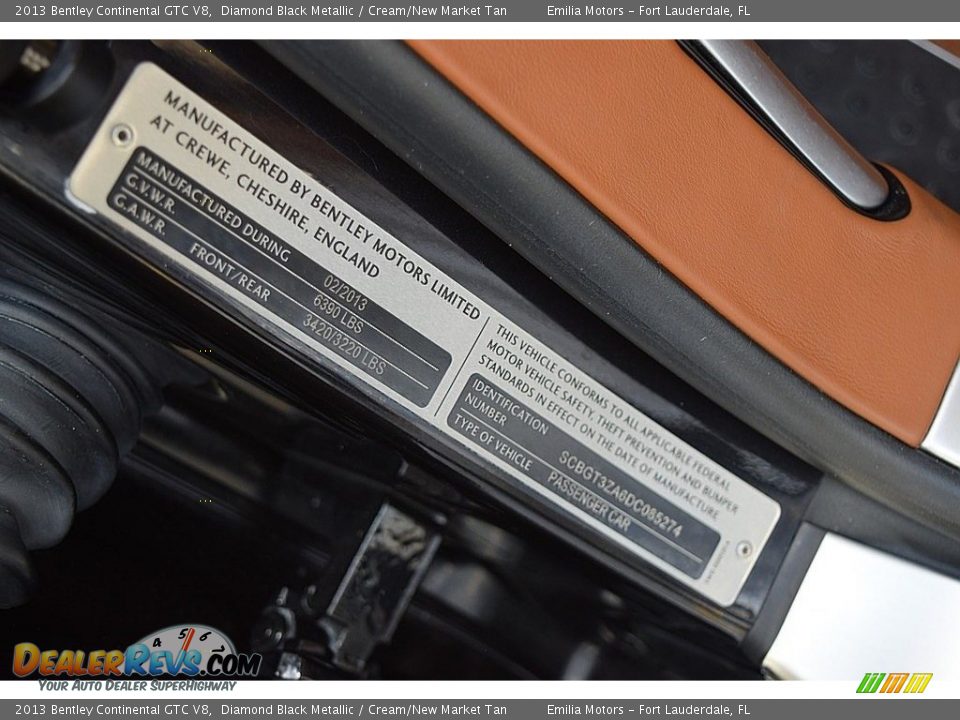 2013 Bentley Continental GTC V8,  Diamond Black Metallic / Cream/New Market Tan    Emilia Motors - Fort Lauderdale, FL
MANUFACTURED BY BENTLEY MOTORS LIMITED
AT CREWE, CHESHIRE, ENGLAND
MANUFACTURED DURING 02/2013
G.V.W.R. 6390 LBS
G.A.W.R. FRONT/REAR 3420/3220 LBS
THIS VEHICLE CONFORMS TO ALL APPLICABLE FEDERAL
MOTOR VEHICLE SAFETY, THEFT PREVENTION AND BUMPER
STANDARDS IN EFFECT ON THE DATE OF MANUFACTURE
IDENTIFICATION
NUMBER SCBGT3ZA6DC085274
TYPE OF VEHICLE PASSENGER CAR
4 5 6
DEALERREVS.COM
YOUR AUTO DEALER SUPERHIGHWAY
2013 Bentley Continental GTC V8,  Diamond Black Metallic / Cream/New Market Tan    Emilia Motors - Fort Lauderdale, FL